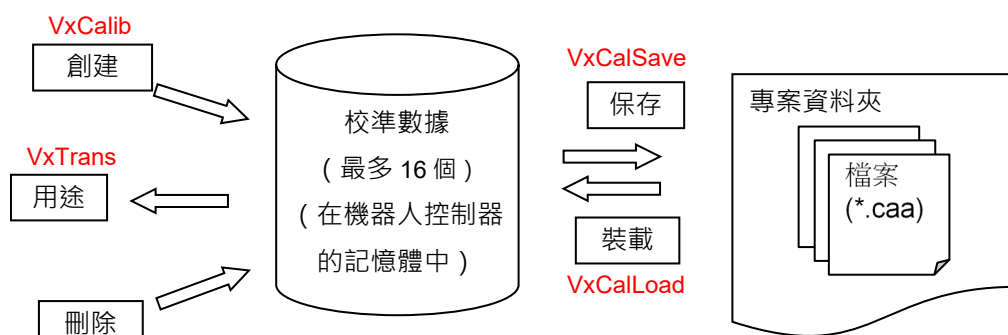 VxCalib
創建
VxTrans
用途
刪除
校準數據
（最多 16 個）
（在機器人控制器
的記憶體中）
VxCalSave
保存
裝載
VxCalLoad
專案資料夾
檔案
(*.caa)